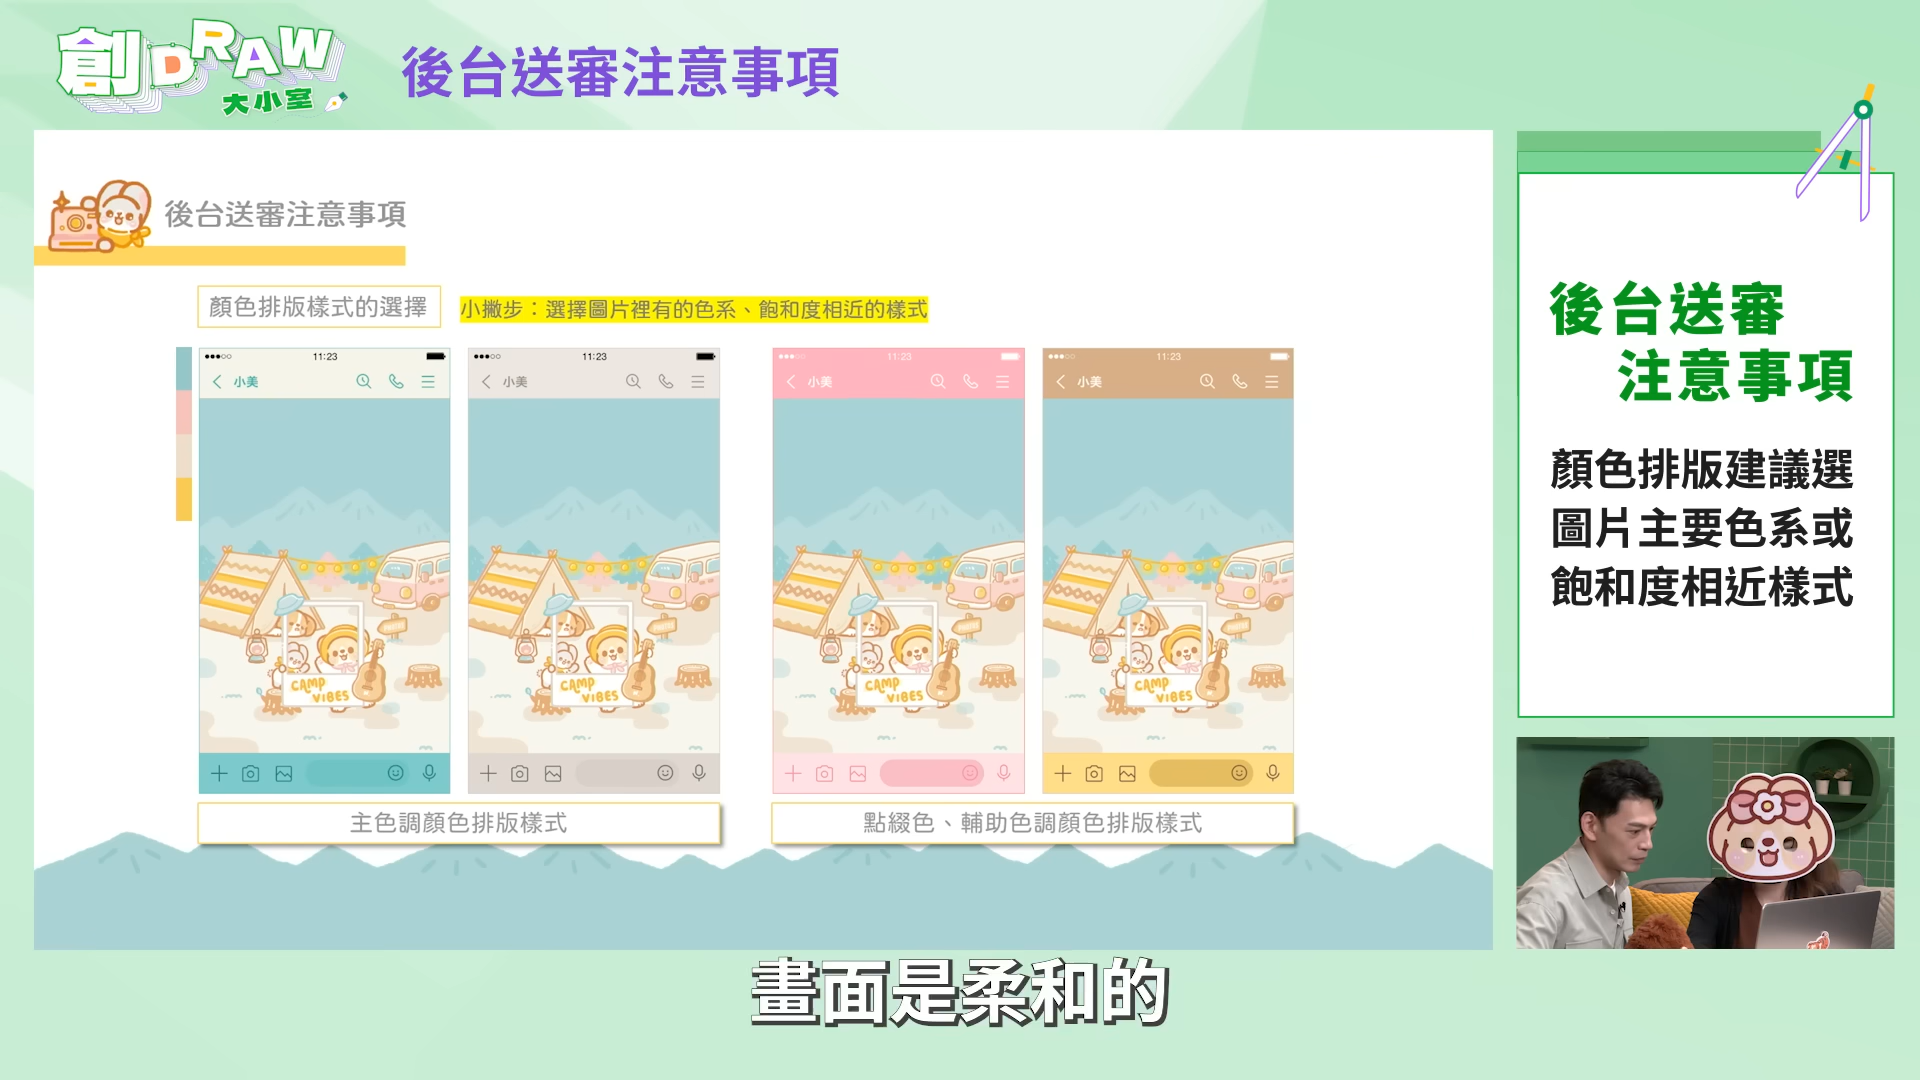 創DRAW
大小室
後台送審注意事項
後台送審注意事項
顏色排版樣式的選擇
小撇步：選擇圖片裡有的色系、飽和度相近的樣式
11:23
小美
CAMP
VIBES
11:23
小美
CAMP
VIBES
11:23
小美
CAMP
VIBES
11:23
小美
CAMP
VIBES
主色調顏色排版樣式
點綴色、輔助色調顏色排版樣式
後台送審
注意事項
顏色排版建議選
圖片主要色系或
飽和度相近樣式
畫面是柔和的